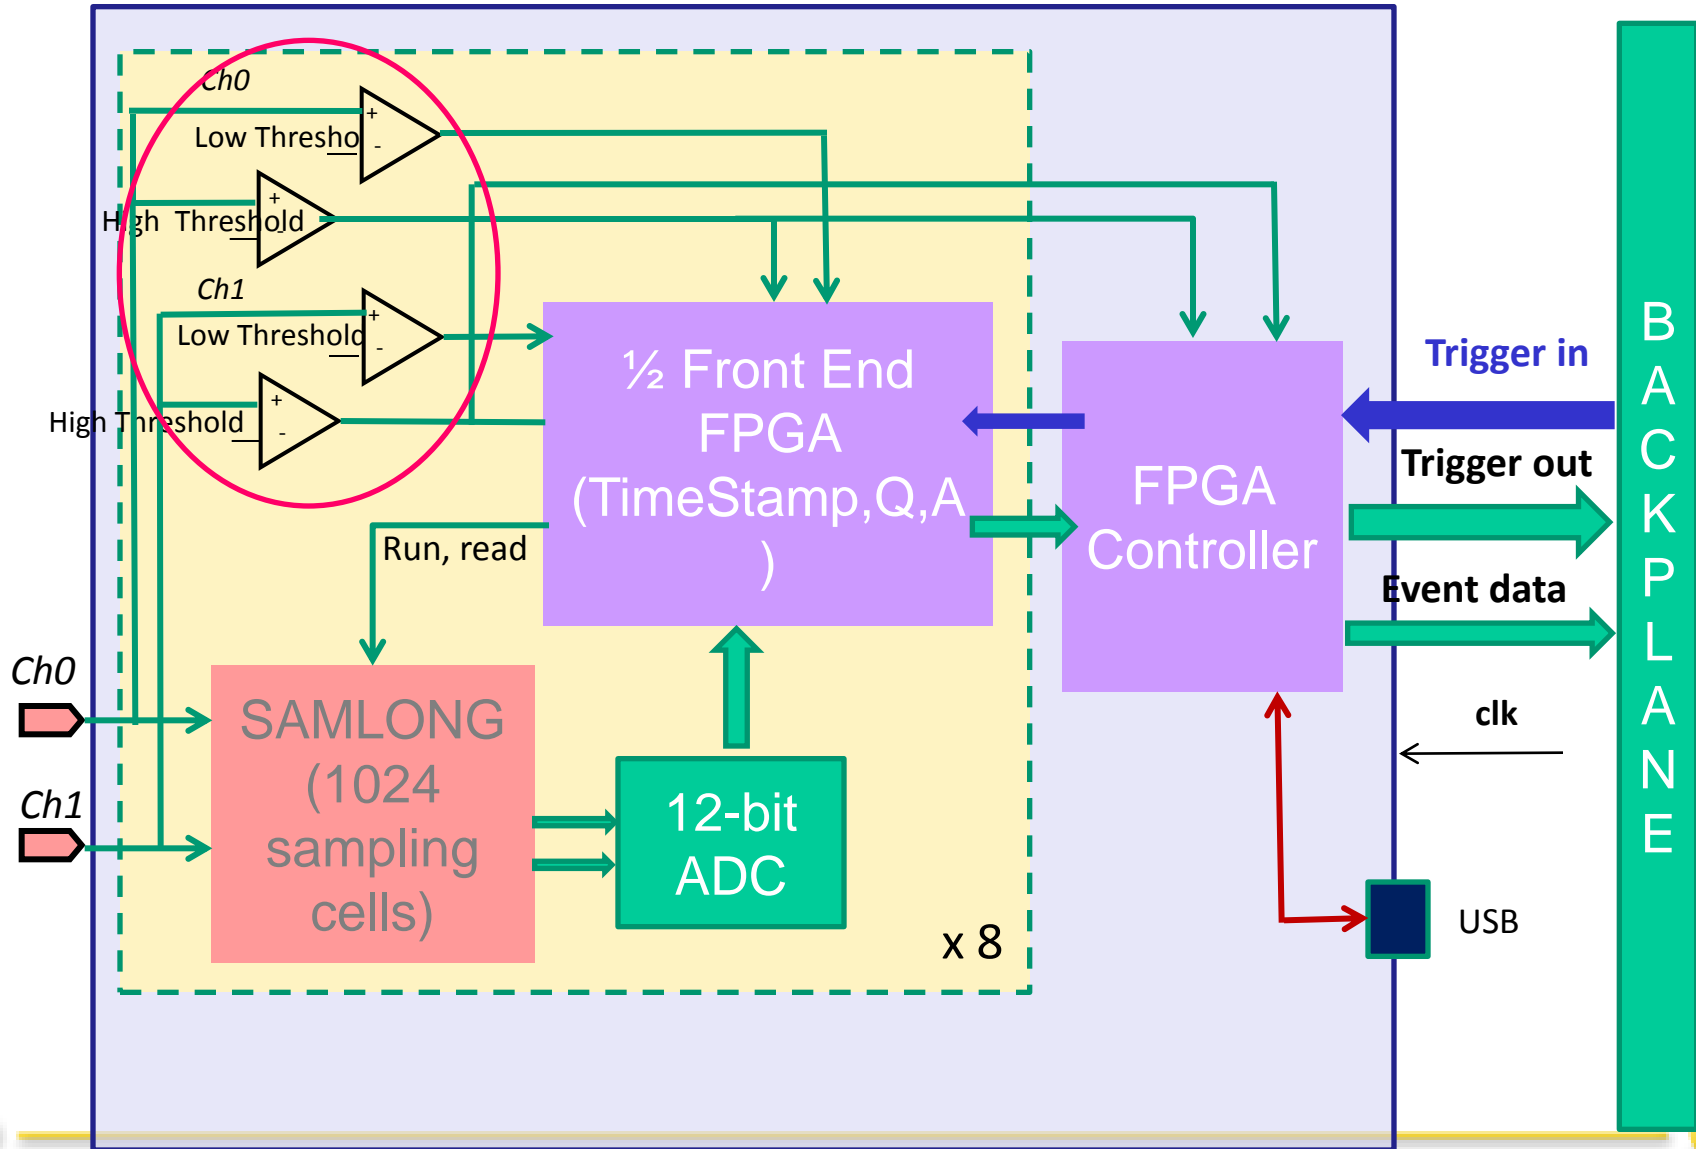 Ch0
+
Low Thresho
-
+
High Threshold
-
Ch1
+
Low Threshold
-
+
High Threshold
-
½ Front End
FPGA
(TimeStamp,Q,A
)
Run, read
FPGA
Controller
Trigger in
Trigger out
Event data
clk
Ch0
Ch1
SAMLONG
(1024
sampling
cells)
12-bit
ADC
x 8
USB
B
A
C
K
P
L
A
N
E